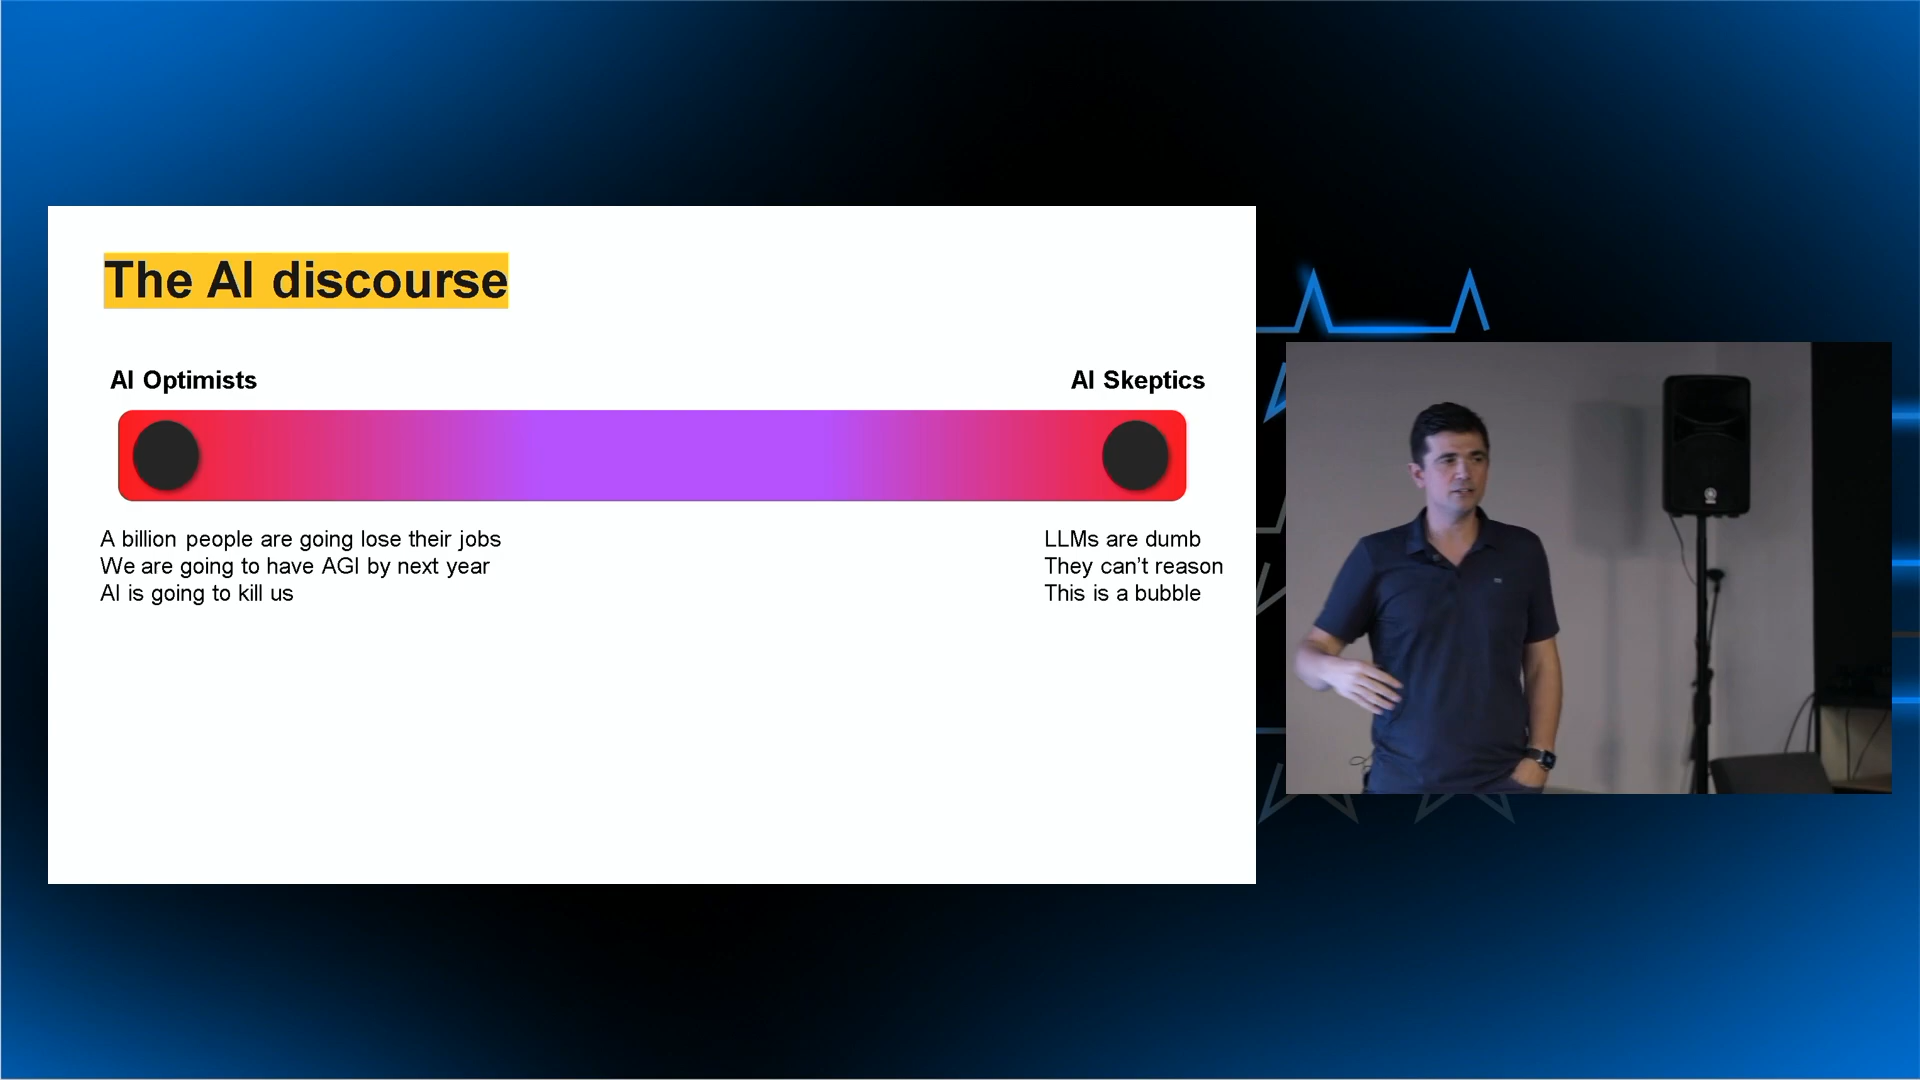 The AI discourse
AI Optimists
AI Skeptics
A billion people are going lose their jobs
We are going to have AGI by next year
AI is going to kill us
LLMs are dumb
They can’t reason
This is a bubble